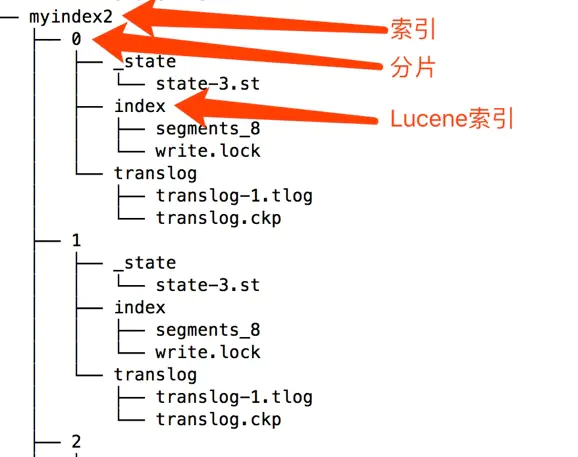 myindex2
索引
0
分片
_state
state-3.st
index
Lucene索引
segments_8
write.lock
translog
translog-1.tlog
translog.ckp
1
_state
state-3.st
index
segments_8
write.lock
translog
translog-1.tlog
translog.ckp
2